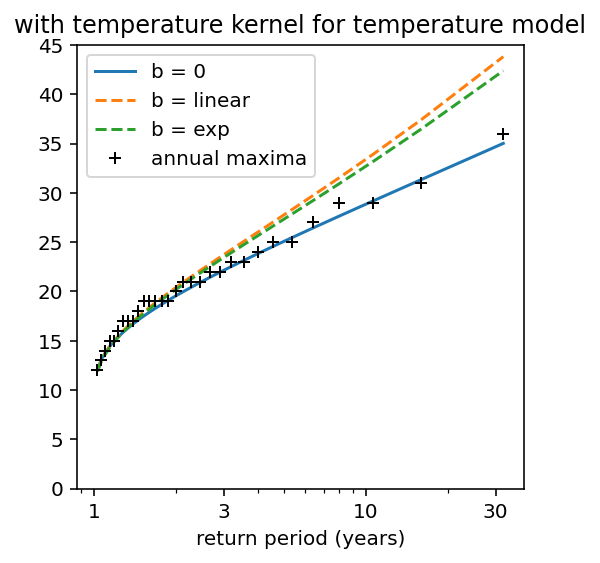 with temperature kernel for temperature model
45
40
35
30
25
20
15
10
5
0
b = 0
b = linear
b = exp
annual maxima
1
3
10
30
return period (years)